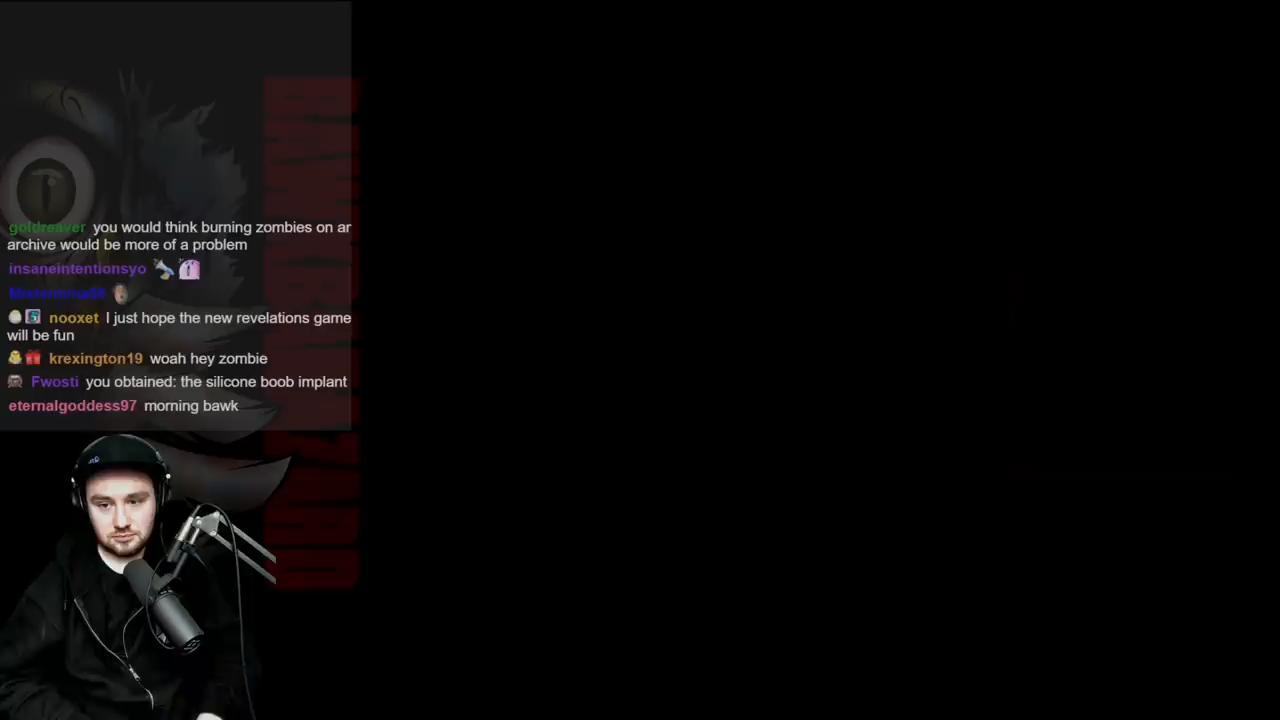 goldreaver you would think burning zombies on ar
archive would be more of a problem
insaneintentionsyo
nooxet I just hope the new revelations game
will be fun
krexington19 woah hey zombie
Fwosti you obtained: the silicone boob implant
eternalgoddess97 morning bawk